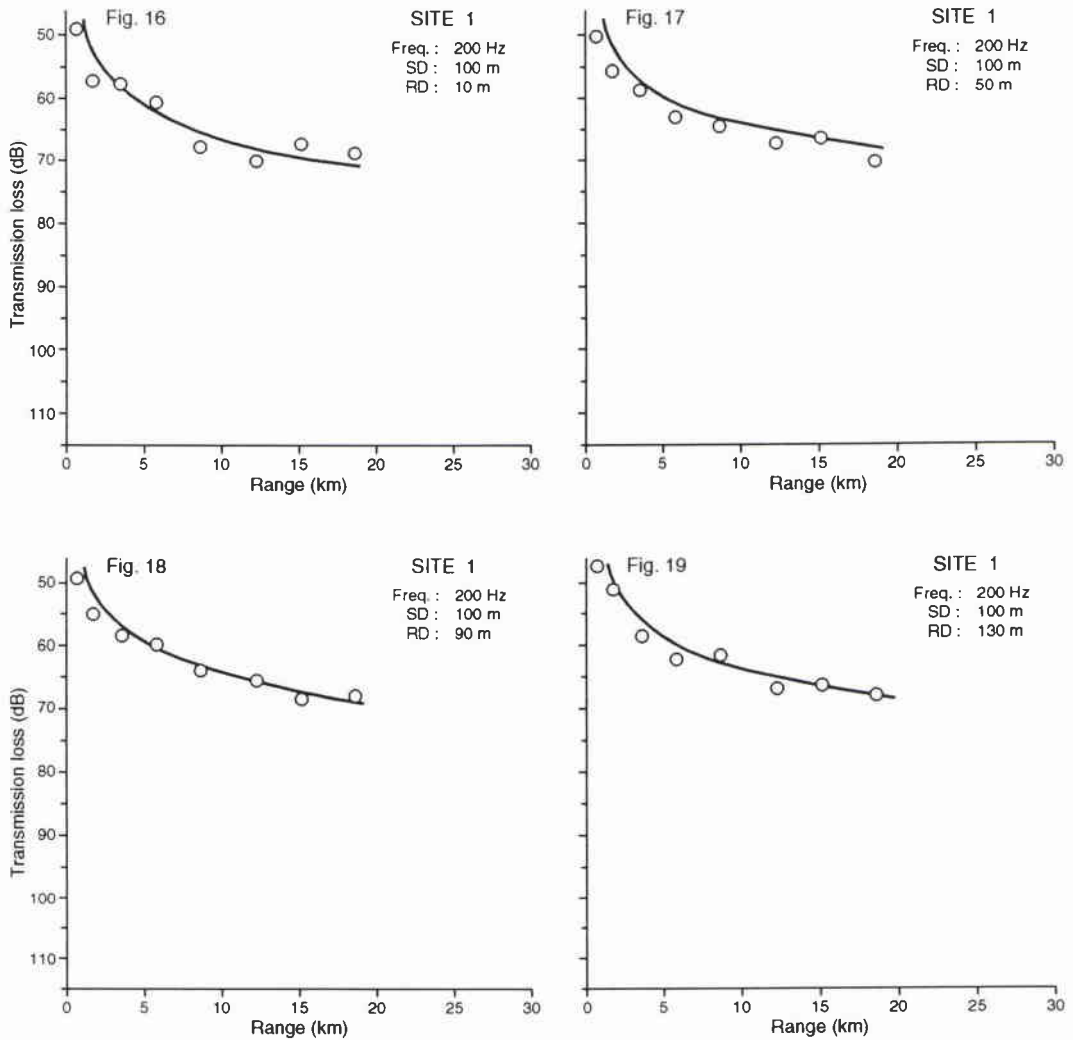 Fig. 16
SITE 1
Freq. : 200 Hz
SD : 100 m
RD : 10 m
50
60
70
80
90
100
110
Transmission loss (dB)
0 5 10 15 20 25 30
Range (km)
Fig. 17
SITE 1
Freq. : 200 Hz
SD : 100 m
RD : 50 m
0 5 10 15 20 25 30
Range (km)
Fig. 18
SITE 1
Freq. : 200 Hz
SD : 100 m
RD : 90 m
50
60
70
80
90
100
110
Transmission loss (dB)
0 5 10 15 20 25 30
Range (km)
Fig. 19
SITE 1
Freq. : 200 Hz
SD : 100 m
RD : 130 m
0 5 10 15 20 25 30
Range (km)